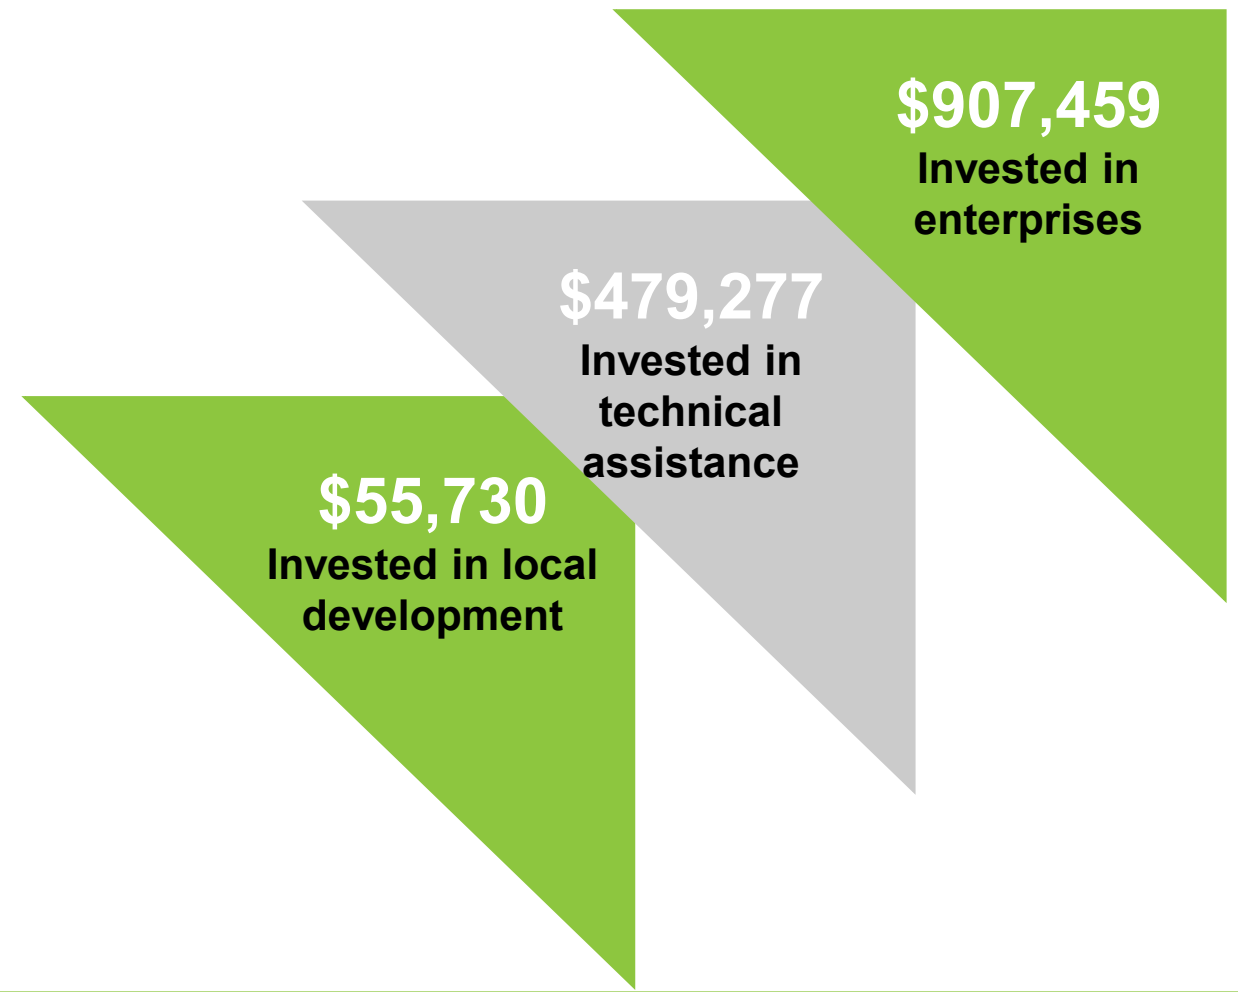 $907,459
Invested in
enterprises
$479,277
Invested in
technical
assistance
$55,730
Invested in local
development